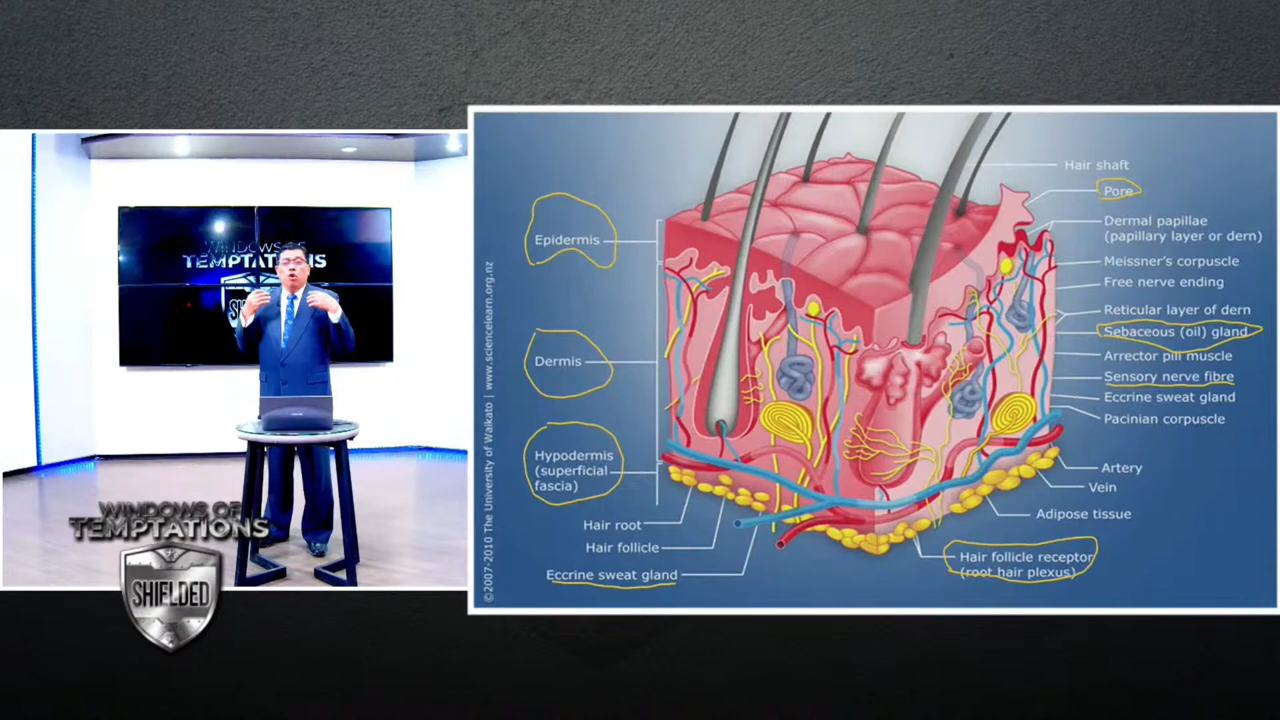 WINDOWS OF
TEMPTATIONS
WINDOWS OF
TEMPTATIONS
SHIELDED
©2007-2010 The University of Waikato | www.sciencelearn.org.nz
Epidermis
Dermis
Hypodermis
(superficial
fascia)
Hair root
Hair follicle
Eccrine sweat gland
Hair shaft
Pore
Dermal papillae
(papillary layer or dern)
Meissner's corpuscle
Free nerve ending
Reticular layer of dern
Sebaceous (oil) gland
Arrector pili muscle
Sensory nerve fibre
Eccrine sweat gland
Pacinian corpuscle
Artery
Vein
Adipose tissue
Hair follicle receptor
(root hair plexus)